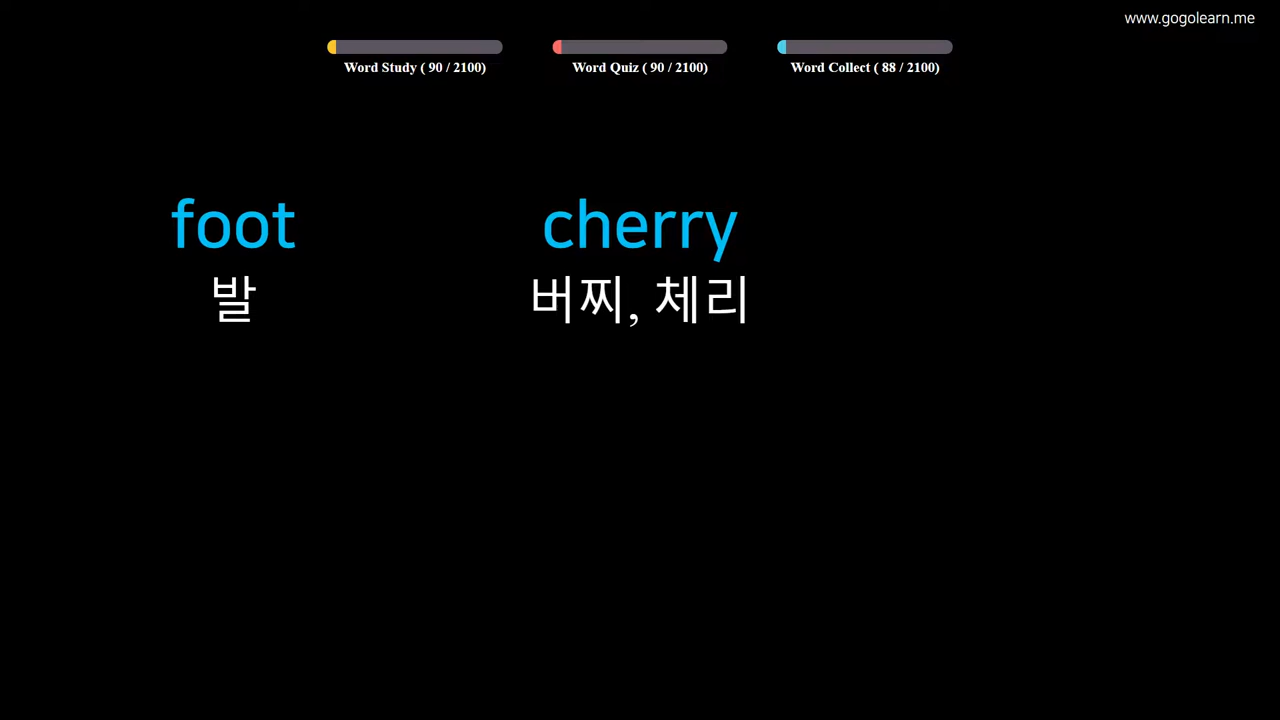 www.gogolearn.me
Word Study ( 90 / 2100)
Word Quiz ( 90 / 2100)
Word Collect ( 88 / 2100)
foot
발
cherry
버찌, 체리